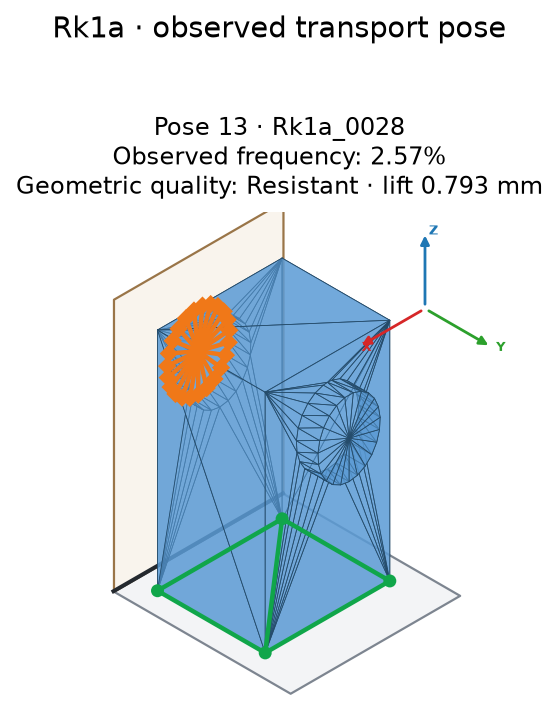 Rk1a · observed transport pose
Pose 13 · Rk1a_0028
Observed frequency: 2.57%
Geometric quality: Resistant · lift 0.793 mm
Z
X
Y